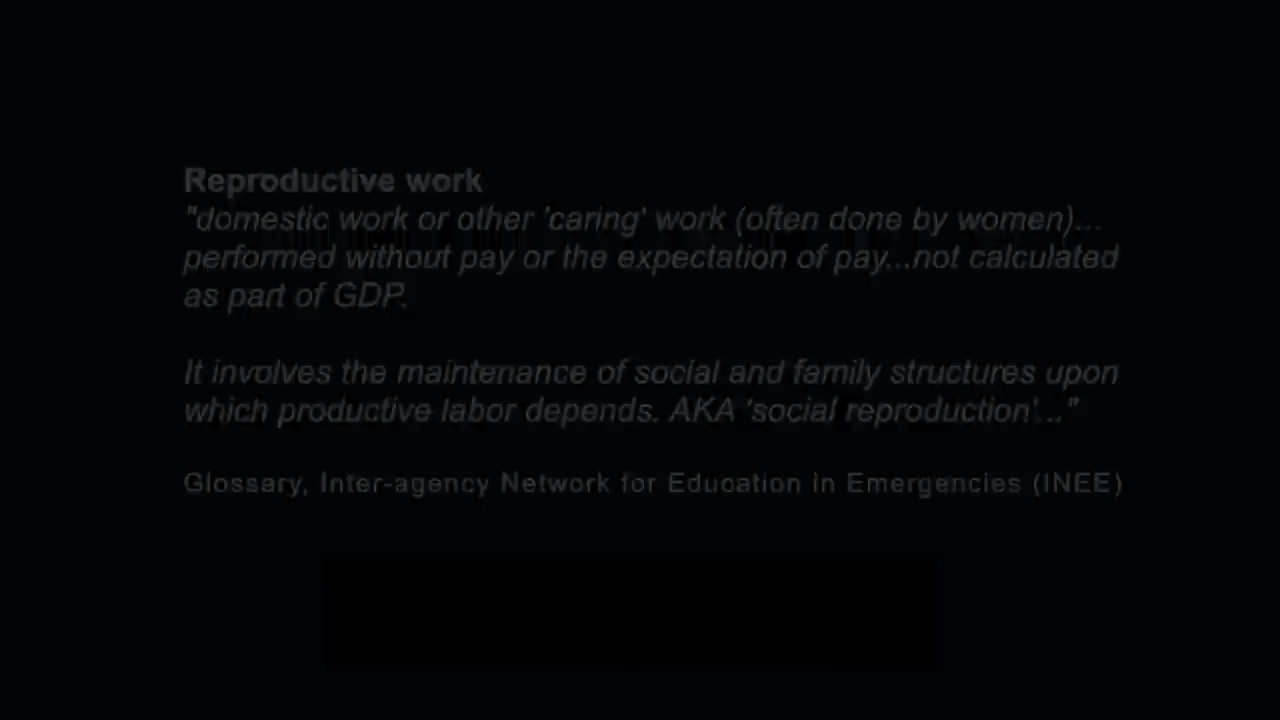 Reproductive work
"domestic work or other 'caring' work (often done by women)...
performed without pay or the expectation of pay...not calculated
as part of GDP.
It involves the maintenance of social and family structures upon
which productive labor depends. AKA 'social reproduction'..."
Glossary, Inter-agency Network for Education in Emergencies (INEE)